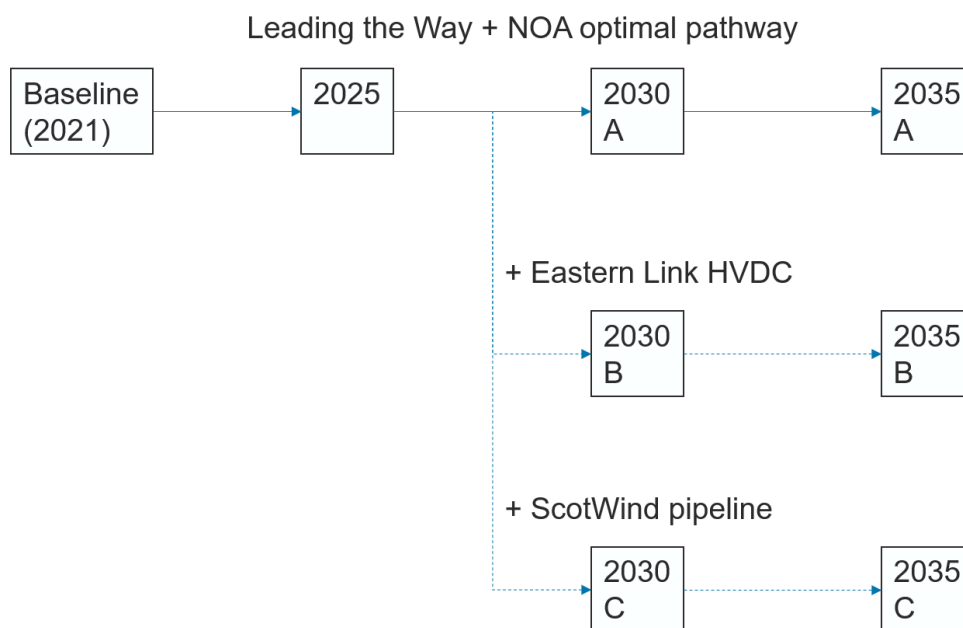 Leading the Way + NOA optimal pathway
Baseline
(2021)
2025
2030
A
2035
A
+ Eastern Link HVDC
2030
B
2035
B
+ ScotWind pipeline
2030
C
2035
C